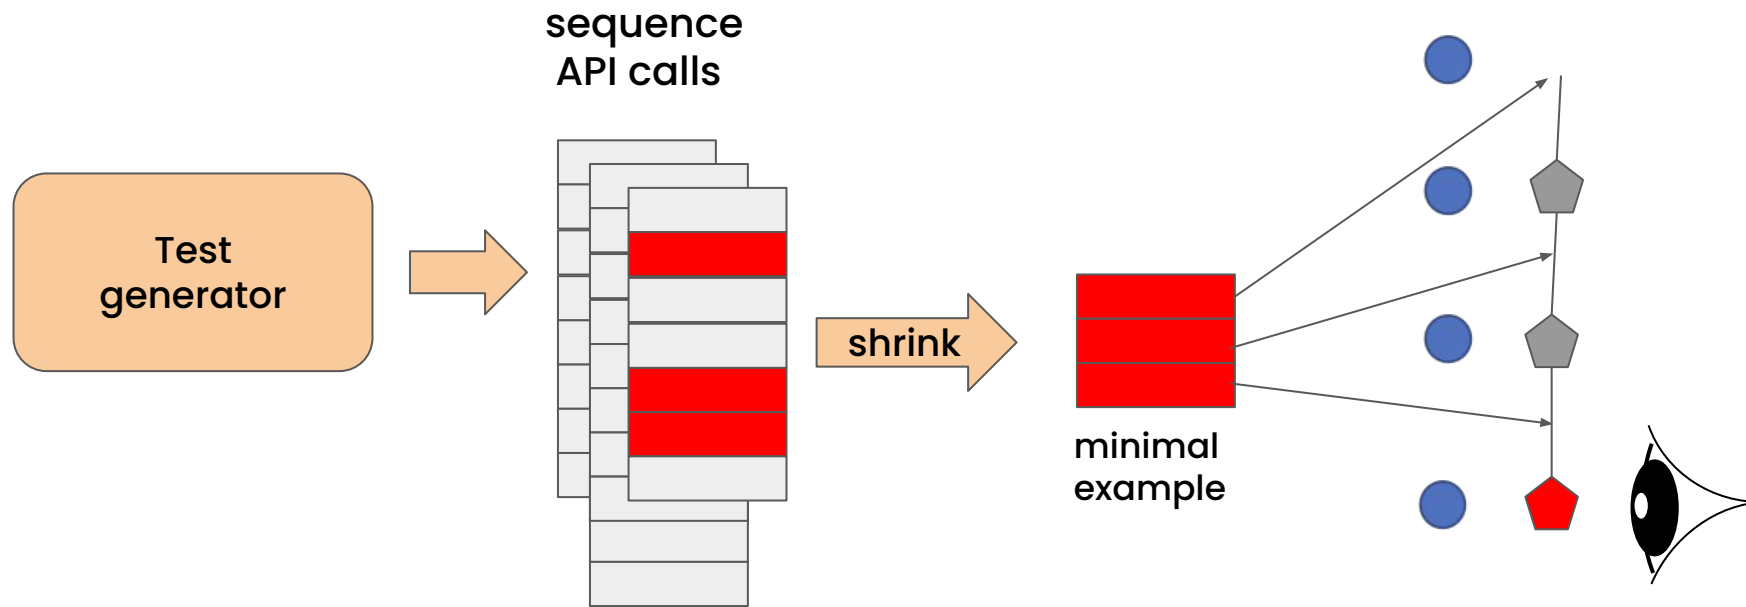 sequence
API calls
Test
generator
shrink
minimal
example